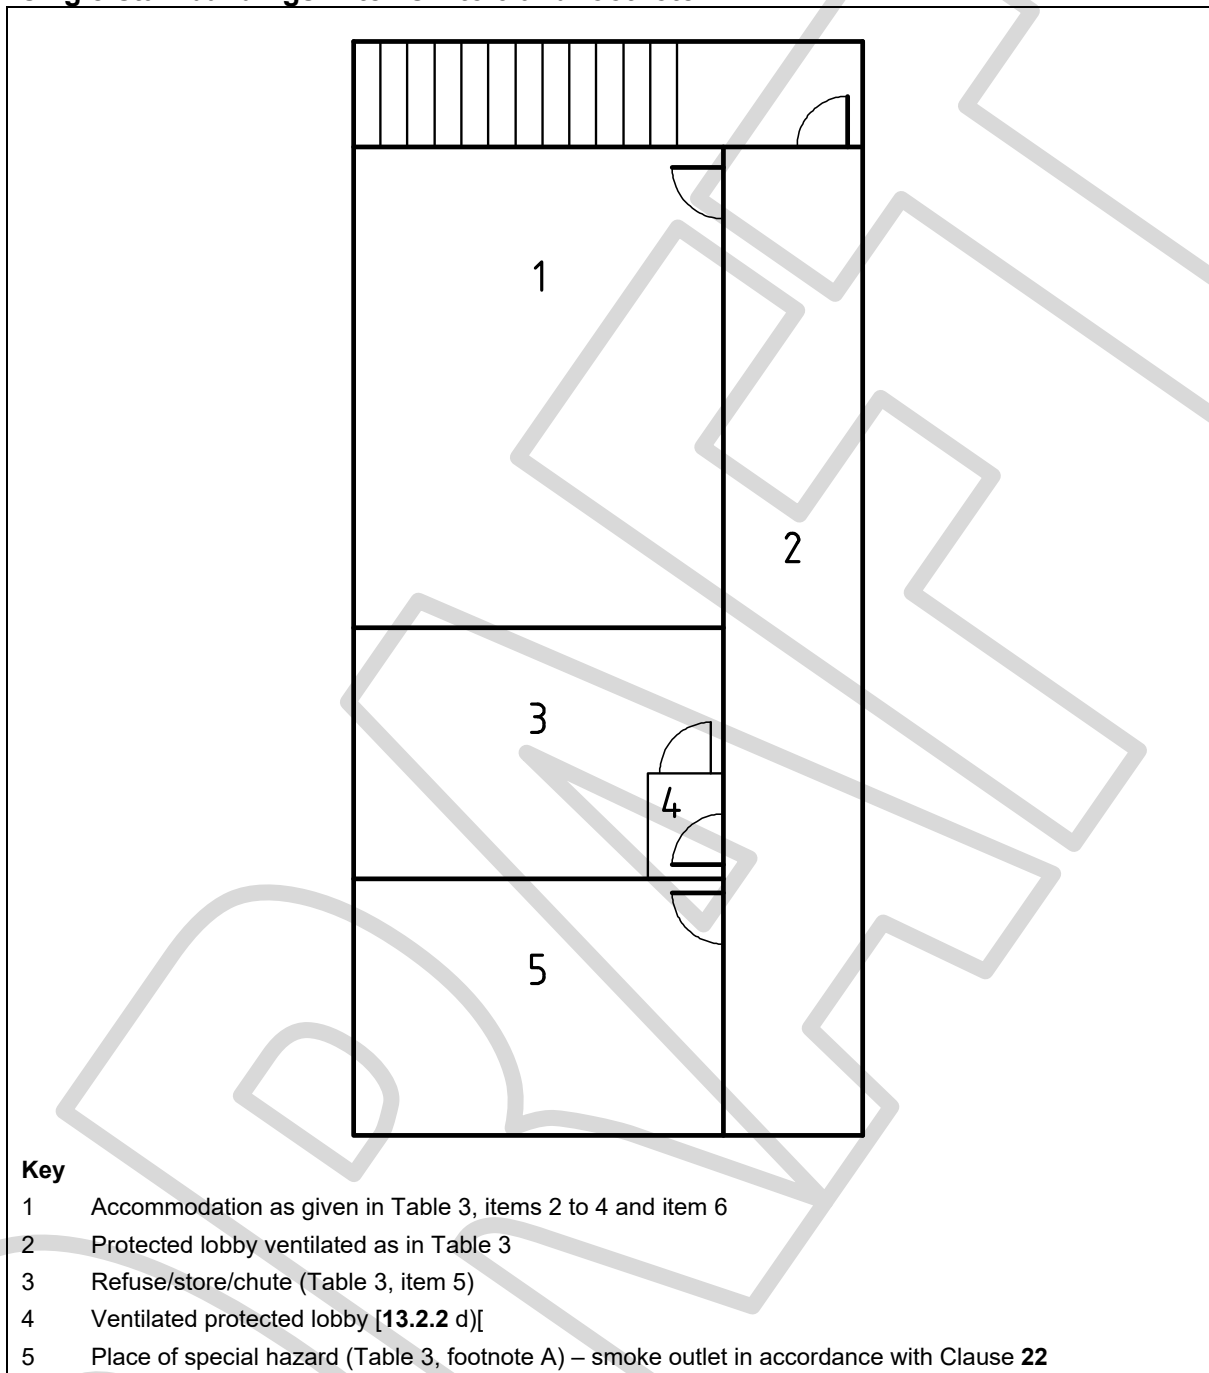 1
2
3
4
5
Key
1 Accommodation as given in Table 3, items 2 to 4 and item 6
2 Protected lobby ventilated as in Table 3
3 Refuse/store/chute (Table 3, item 5)
4 Ventilated protected lobby [13.2.2 d)[
5 Place of special hazard (Table 3, footnote A) – smoke outlet in accordance with Clause 22
DRAFT